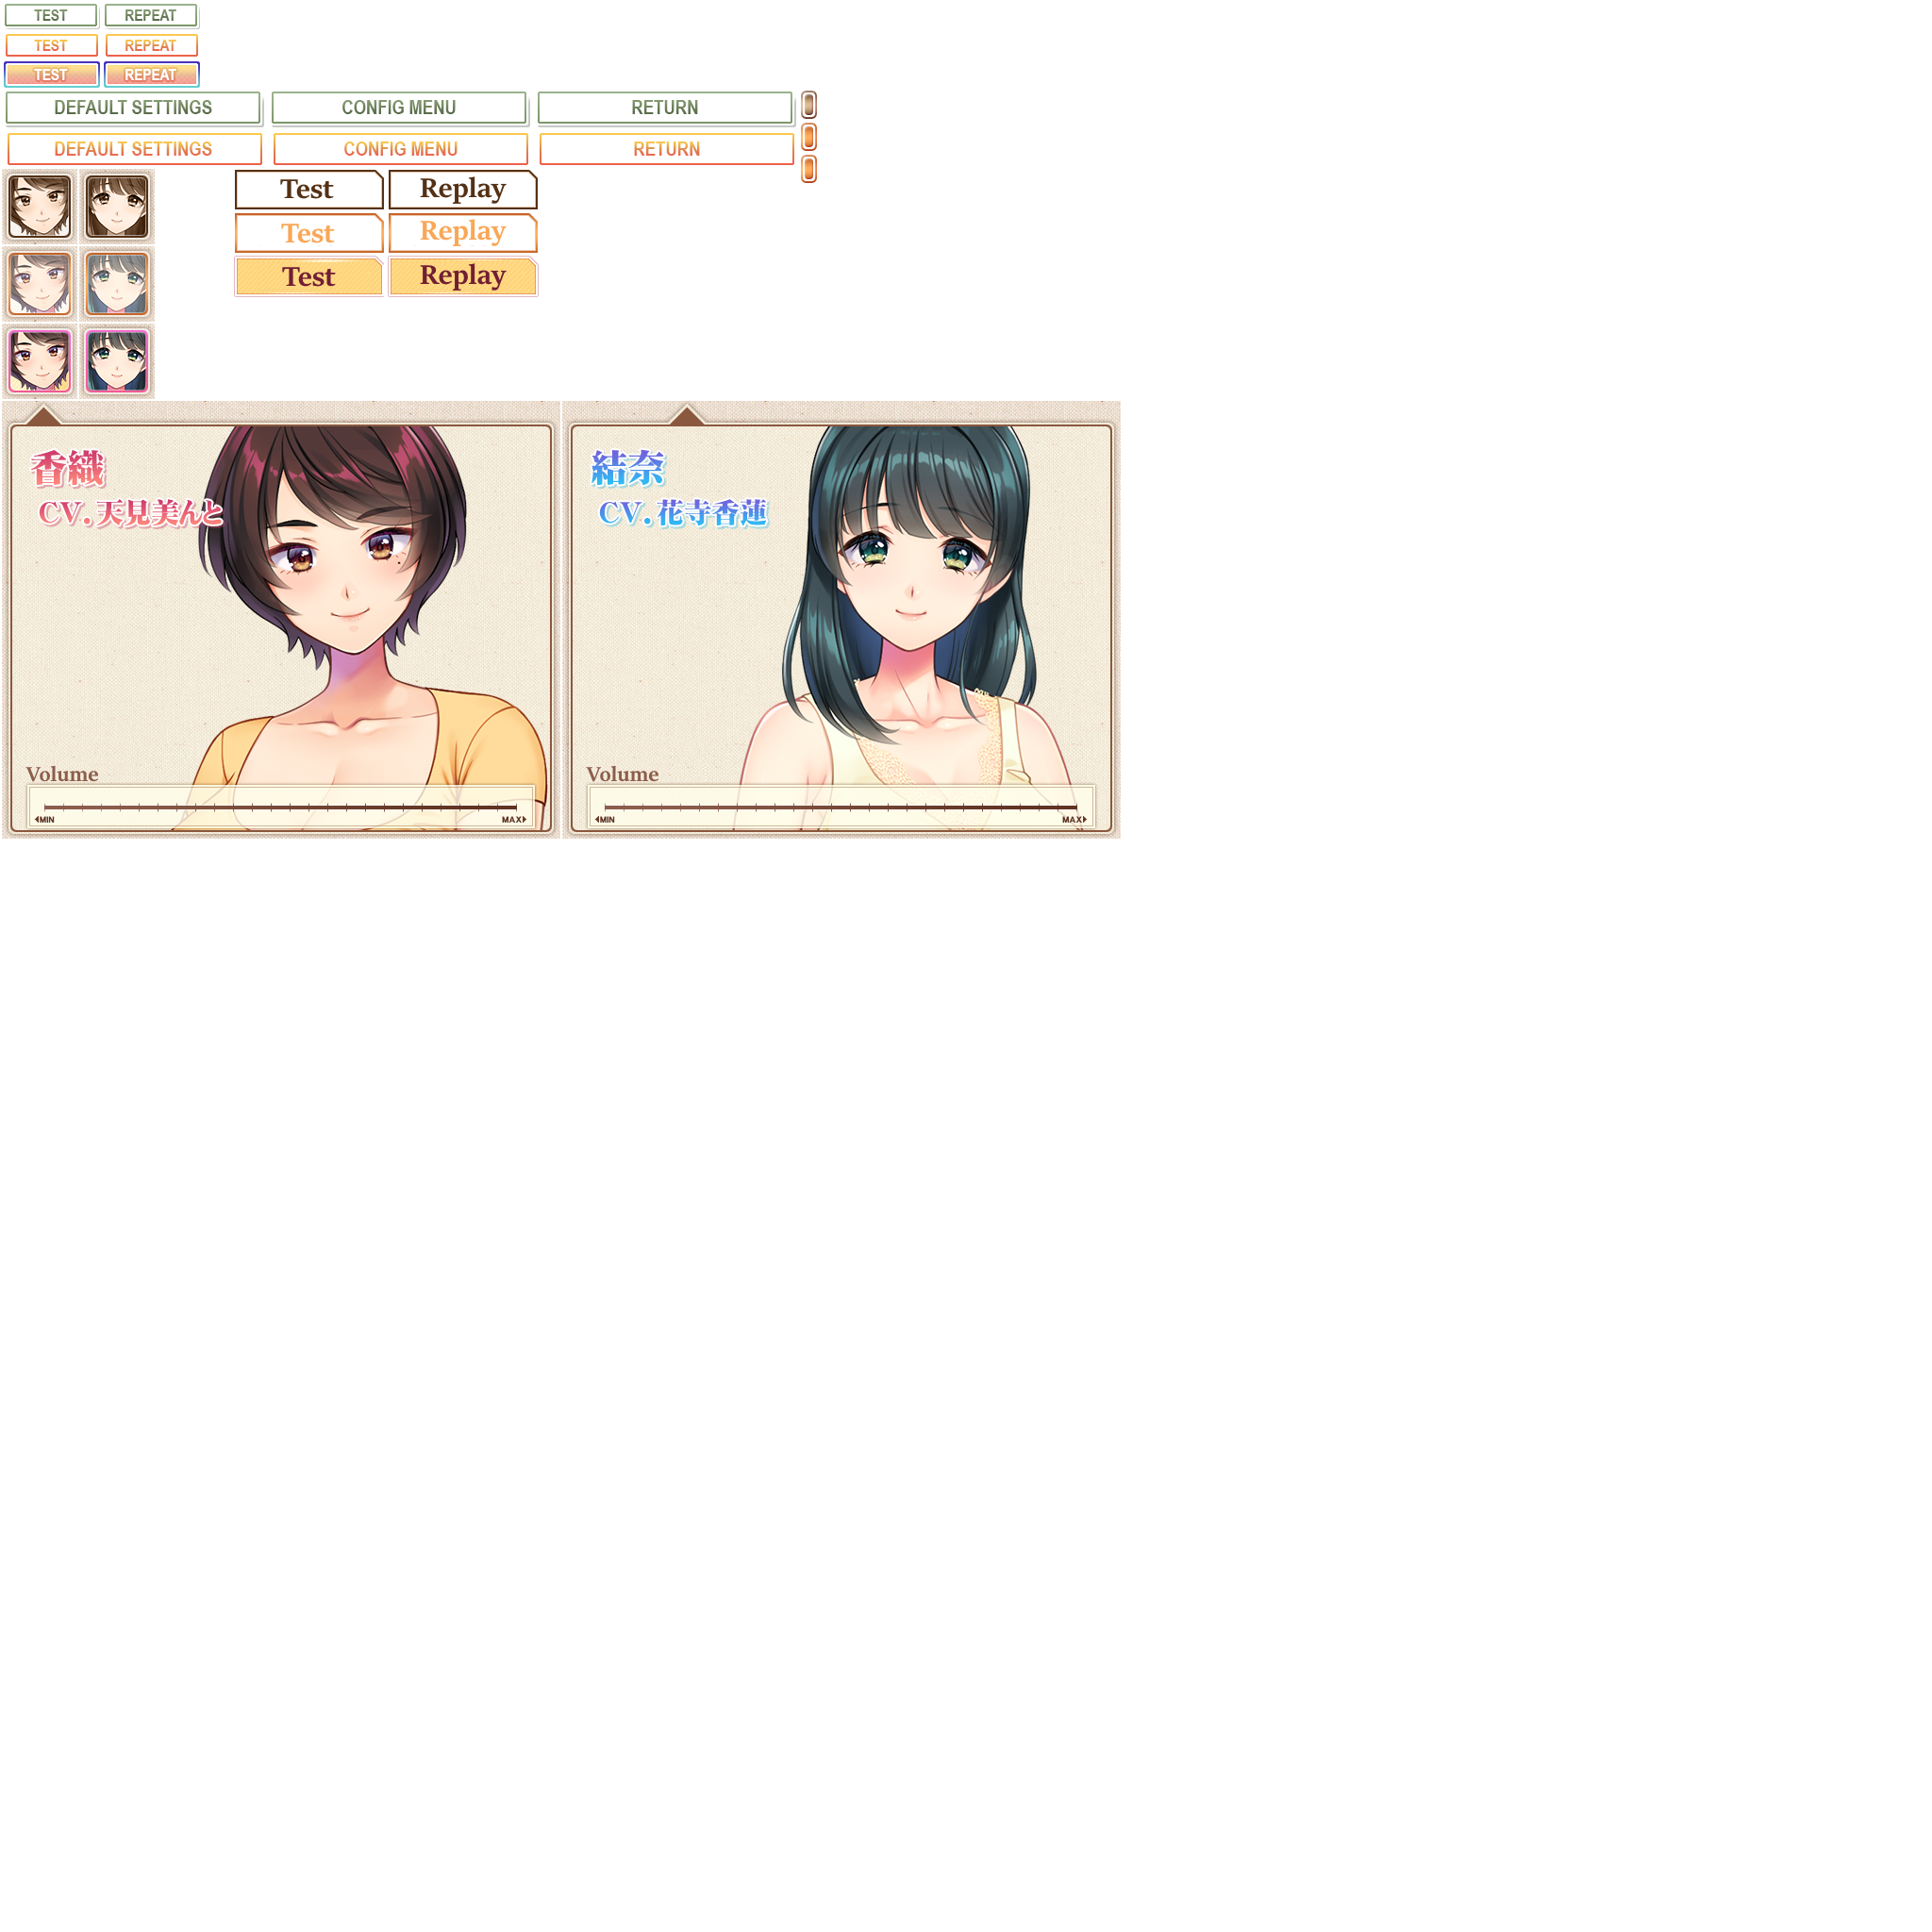 TEST REPEAT
TEST REPEAT
TEST REPEAT
DEFAULT SETTINGS CONFIG MENU RETURN
DEFAULT SETTINGS CONFIG MENU RETURN
Test Replay
Test Replay
Test Replay
香織
CV. 天見美んと
Volume
MIN MAX
結奈
CV. 花寺香蓮
Volume
MIN MAX